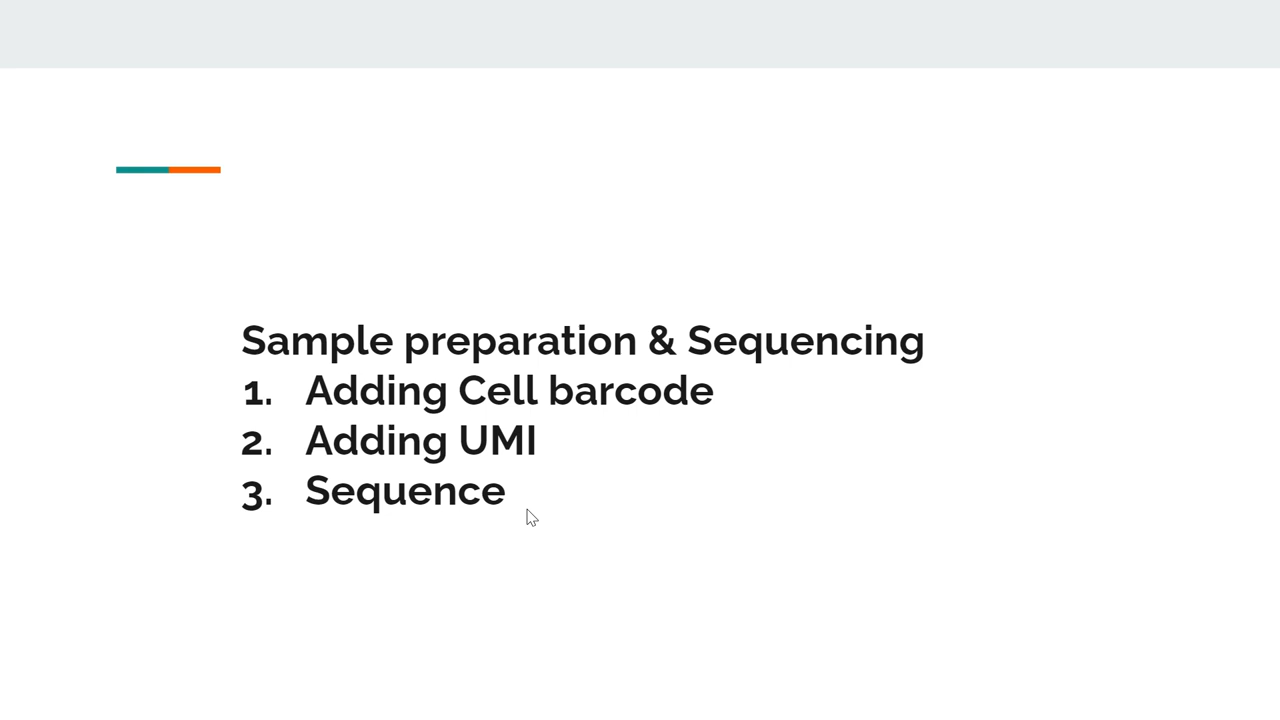 Sample preparation & Sequencing
1. Adding Cell barcode
2. Adding UMI
3. Sequence